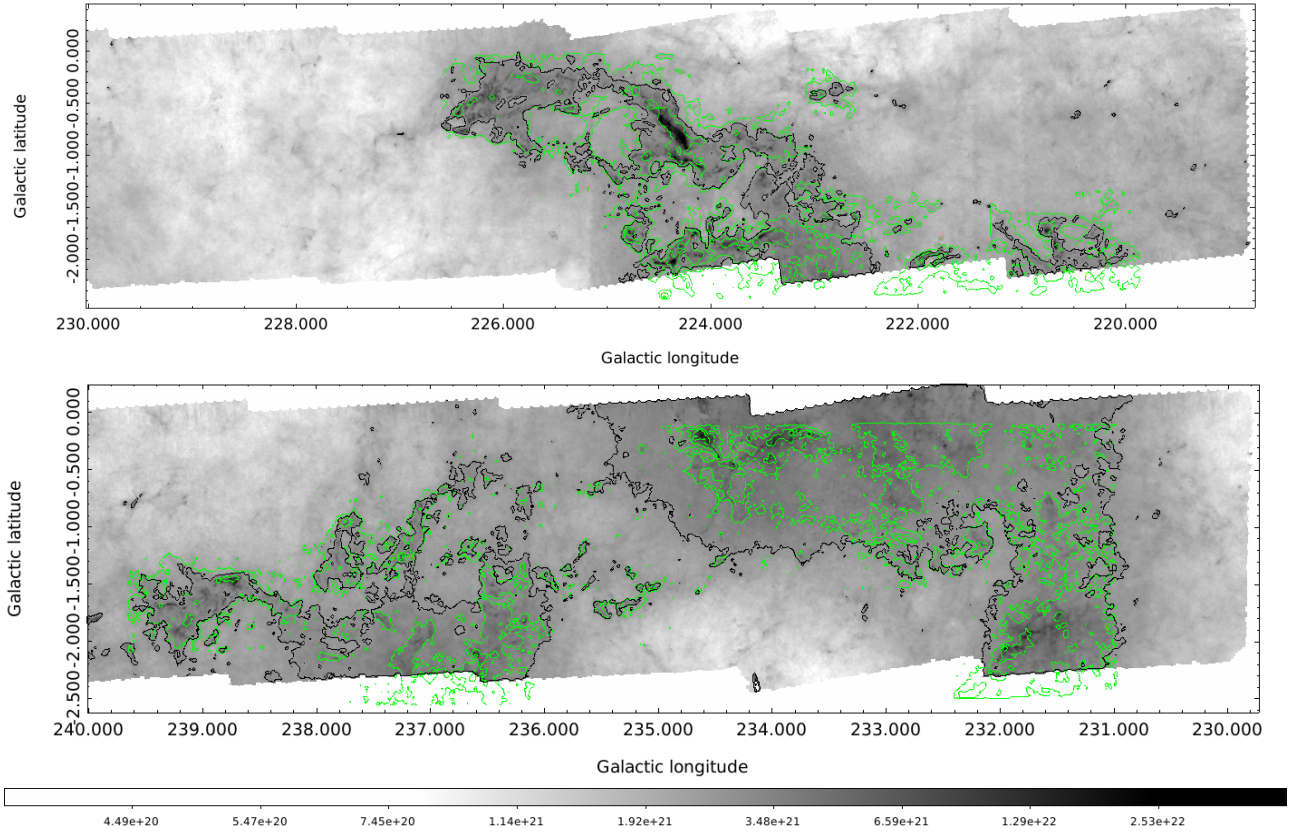 Galactic latitude
-2.000-1.500-1.000-0.500 0.000
230.000 228.000 226.000 224.000 222.000 220.000
Galactic longitude
Galactic latitude
-2.500-2.000-1.500-1.000-0.500 0.000
240.000 239.000 238.000 237.000 236.000 235.000 234.000 233.000 232.000 231.000 230.000
Galactic longitude
4.49e+20 5.47e+20 7.45e+20 1.14e+21 1.92e+21 3.48e+21 6.59e+21 1.29e+22 2.53e+22